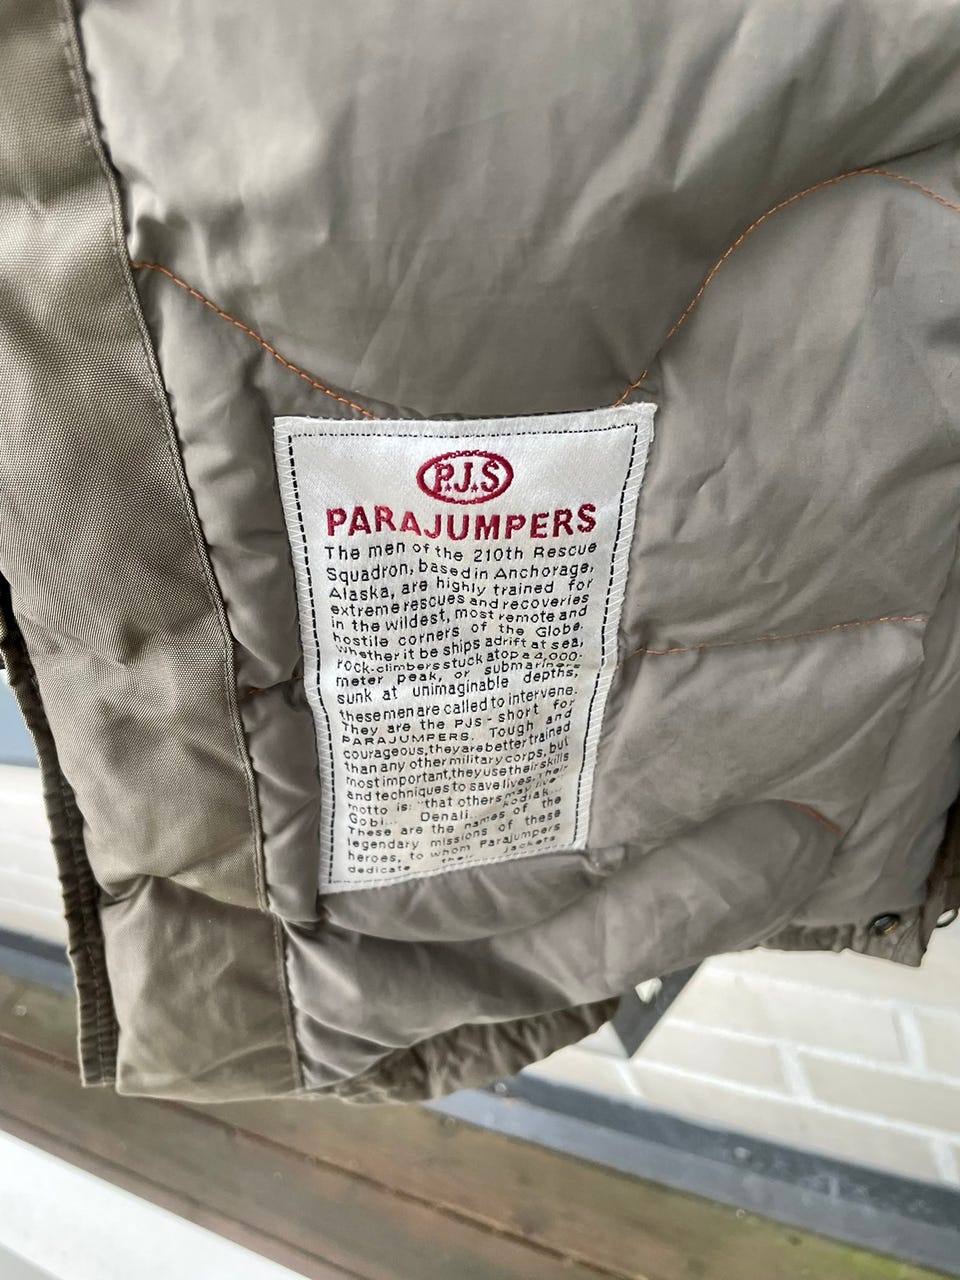 P.J.S
PARAJUMPERS
The men of the 210th Rescue
Squadron, based in Anchorage,
Alaska, are highly trained for
extreme rescues and recoveries
in the wildest, most remote and
hostile corners of the Globe.
Whether it be ships adrift at sea,
rock-climbers stuck atop a 4,000-
meter peak, or submariners
sunk at unimaginable depths,
these men are called to intervene.
They are the PJs - short for
PARAJUMPERS. Tough and
courageous, they are better trained
than any other military corps, but
most important, they use their skills
and techniques to save lives. Their
motto is: "that others may live"
Gobi... Denali... Kodiak...
These are the names of the
legendary missions of these
heroes, to whom Parajumpers
dedicate their jackets